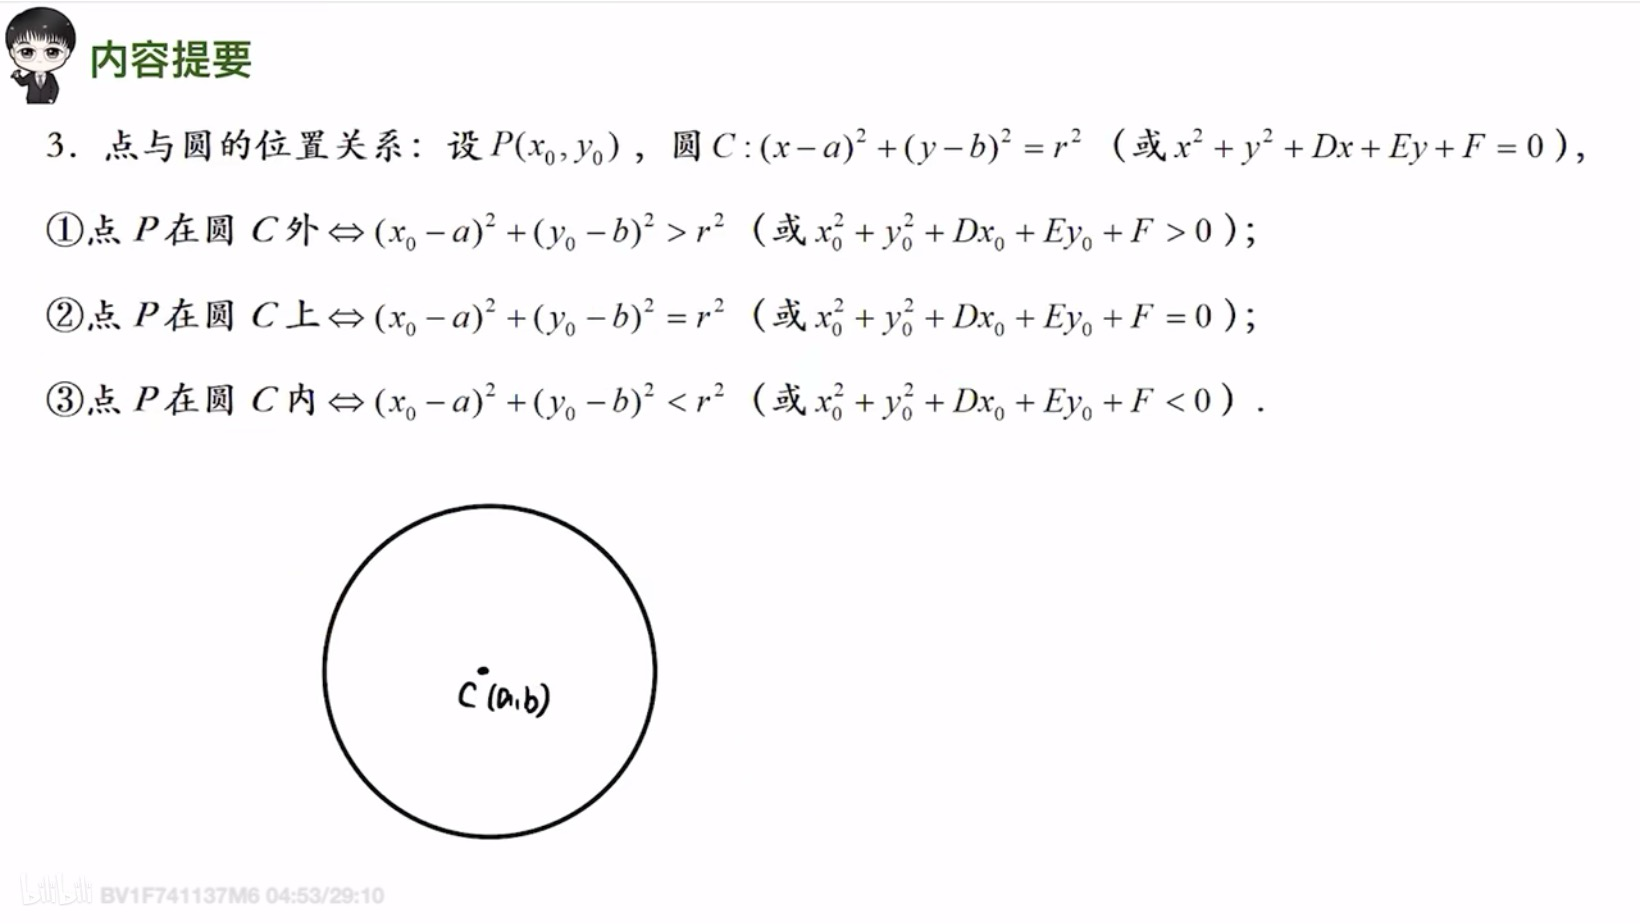 内容提要
3. 点与圆的位置关系：设P(x₀,y₀)，圆C:(x−a)²+(y−b)²=r²（或x²+y²+Dx+Ey+F=0），
①点P在圆C外⇔(x₀−a)²+(y₀−b)²>r²（或x₀²+y₀²+Dx₀+Ey₀+F>0）；
②点P在圆C上⇔(x₀−a)²+(y₀−b)²=r²（或x₀²+y₀²+Dx₀+Ey₀+F=0）；
③点P在圆C内⇔(x₀−a)²+(y₀−b)²<r²（或x₀²+y₀²+Dx₀+Ey₀+F<0）.
C(a,b)
bilibili BV1F741137M6 04:53/29:10